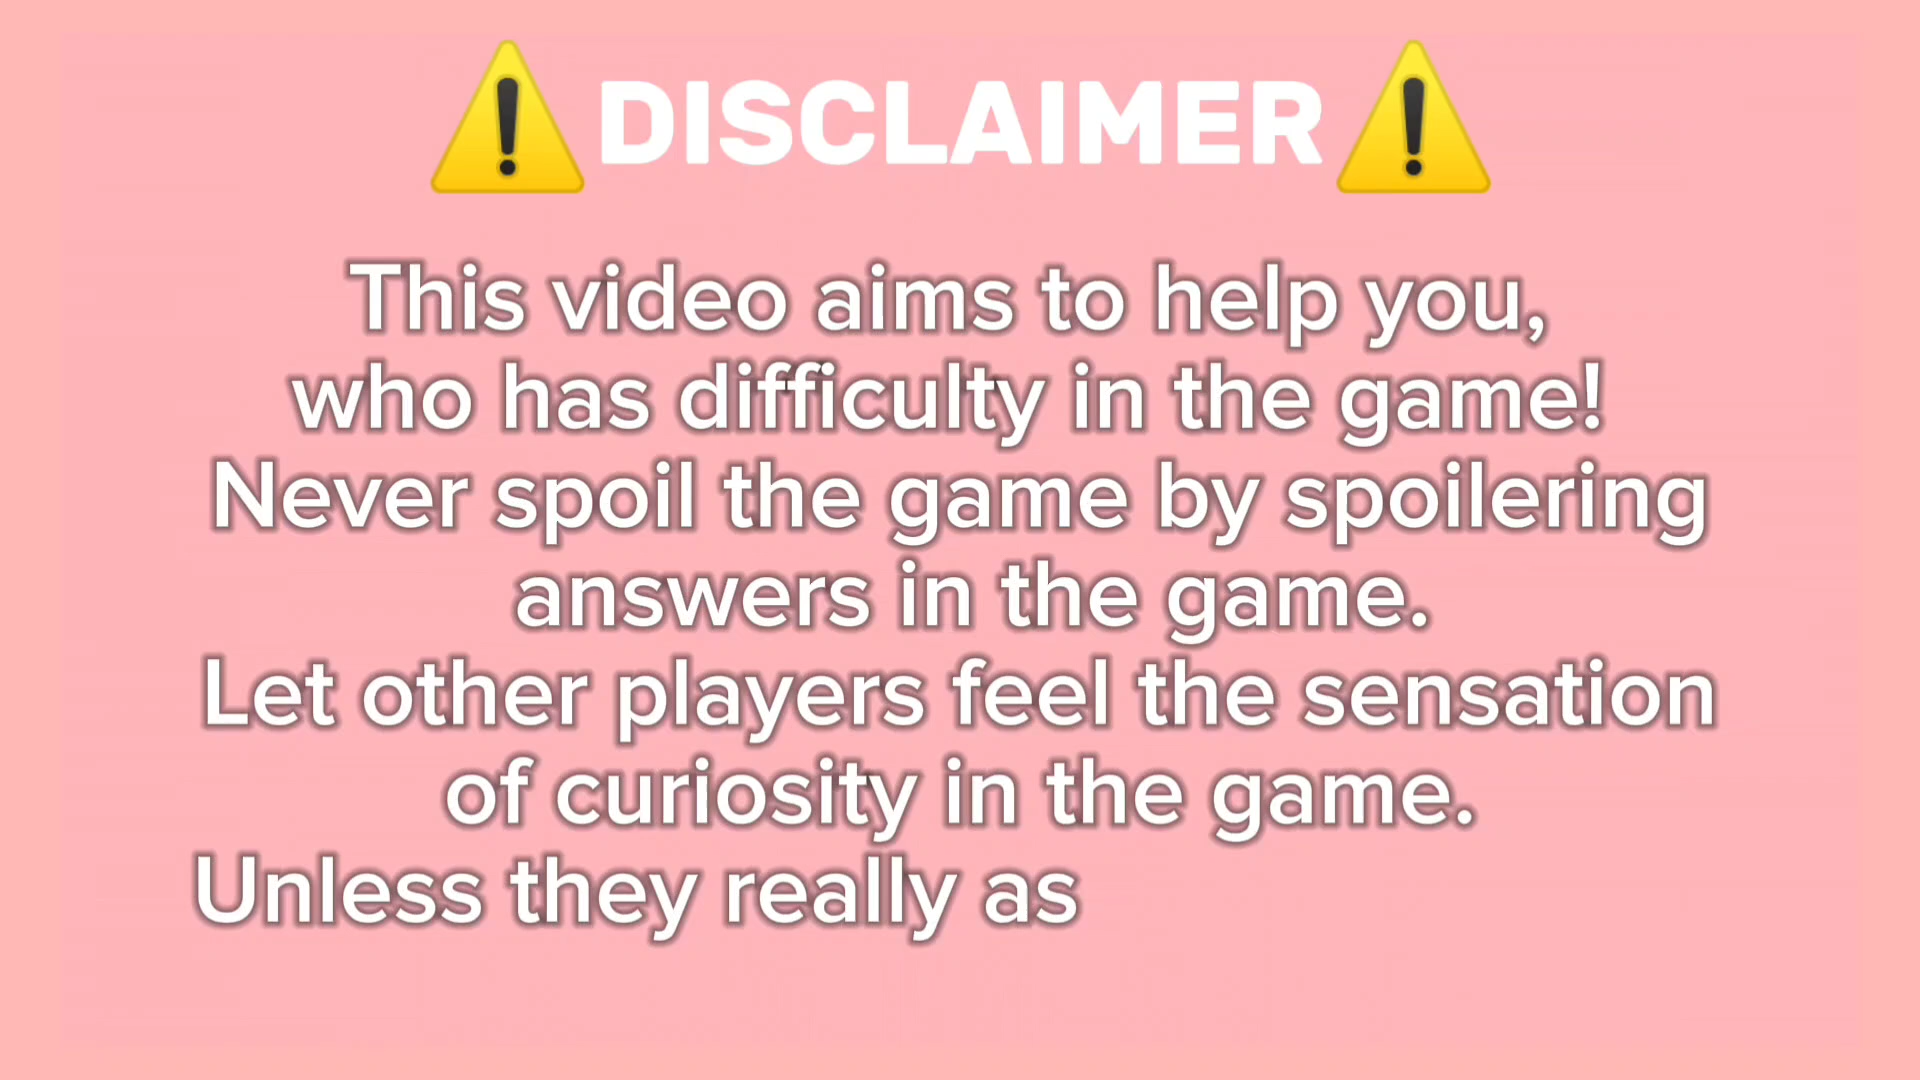 ⚠️DISCLAIMER⚠️
This video aims to help you,
who has difficulty in the game!
Never spoil the game by spoilering
answers in the game.
Let other players feel the sensation
of curiosity in the game.
Unless they really as